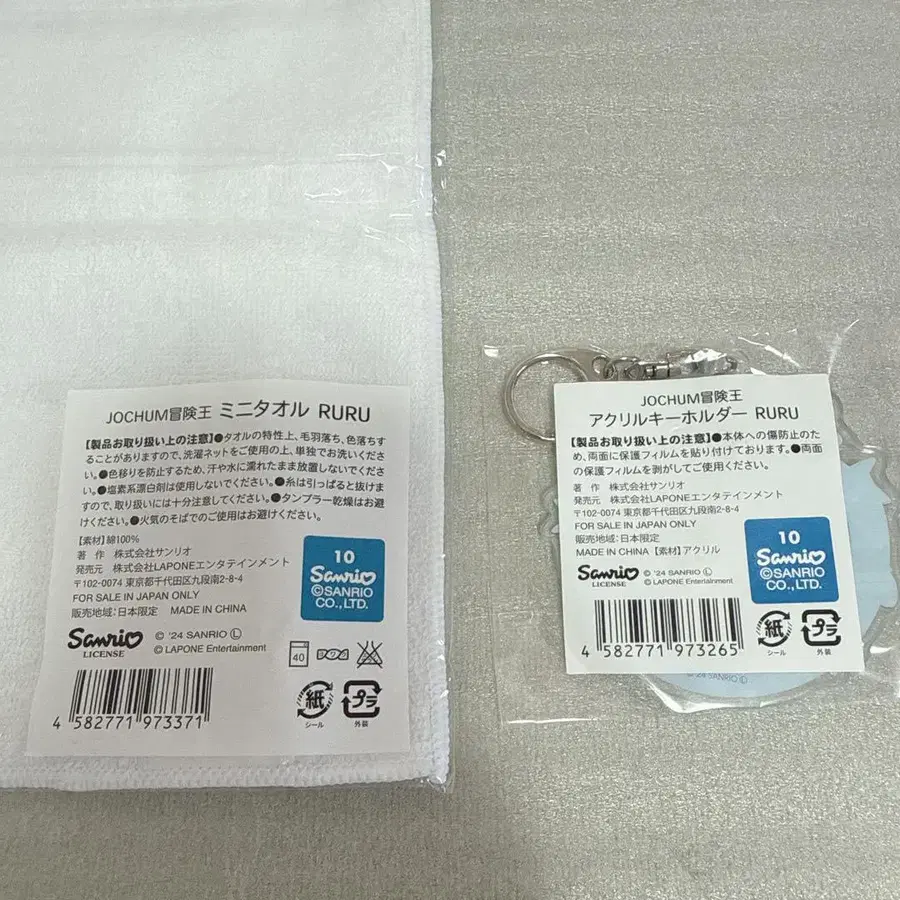 JOCHUM冒険王 ミニタオル RURU
【製品お取り扱い上の注意】●タオルの特性上、毛羽落ち、色落ちす
ることがありますので、洗濯ネットをご使用の上、単独でお洗いくださ
い。●色移りを防止するため、汗や水に濡れたまま放置しないでくださ
い。●塩素系漂白剤は使用しないでください。●糸は引っぱると抜けま
すので、取り扱いには十分注意してください。●タンブラー乾燥はお避
けください。●火気のそばでのご使用はお避けください。
【素材】綿100%
著 作 株式会社サンリオ
発売元 株式会社LAPONEエンタテインメント
〒102-0074 東京都千代田区九段南2-8-4
FOR SALE IN JAPAN ONLY
販売地域:日本限定 MADE IN CHINA
10
Sanrio
©SANRIO
CO.,LTD.
Sanrio
LICENSE
© '24 SANRIO Ⓛ
© LAPONE Entertainment
40
4 582771 973371
紙
シール
プラ
外装
JOCHUM冒険王
アクリルキーホルダー RURU
【製品お取り扱い上の注意】●本体への傷防止のた
め、両面に保護フィルムを貼り付けております。●両面
の保護フィルムを剥がしてご使用ください。
著 作 株式会社サンリオ
発売元 株式会社LAPONEエンタテインメント
〒102-0074 東京都千代田区九段南2-8-4
FOR SALE IN JAPAN ONLY
販売地域:日本限定
MADE IN CHINA 【素材】アクリル
10
Sanrio
©SANRIO
CO.,LTD.
Sanrio
LICENSE
© '24 SANRIO Ⓛ
© LAPONE Entertainment
4 582771 973265
紙
シール
プラ
外装